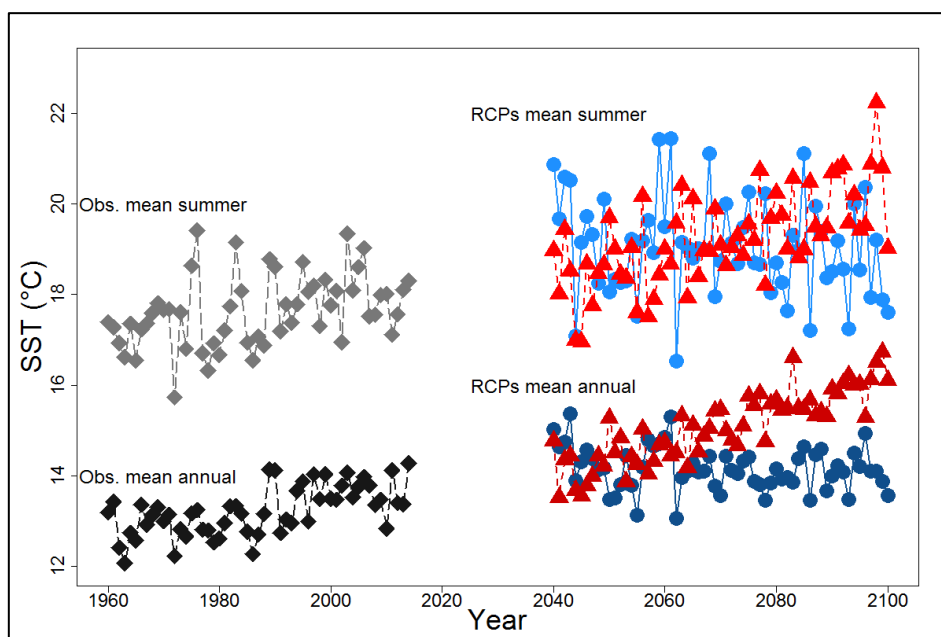 RCPs mean summer
Obs. mean summer
RCPs mean annual
Obs. mean annual
SST (°C)
22
20
18
16
14
12
1960
1980
2000
2020
2040
2060
2080
2100
Year